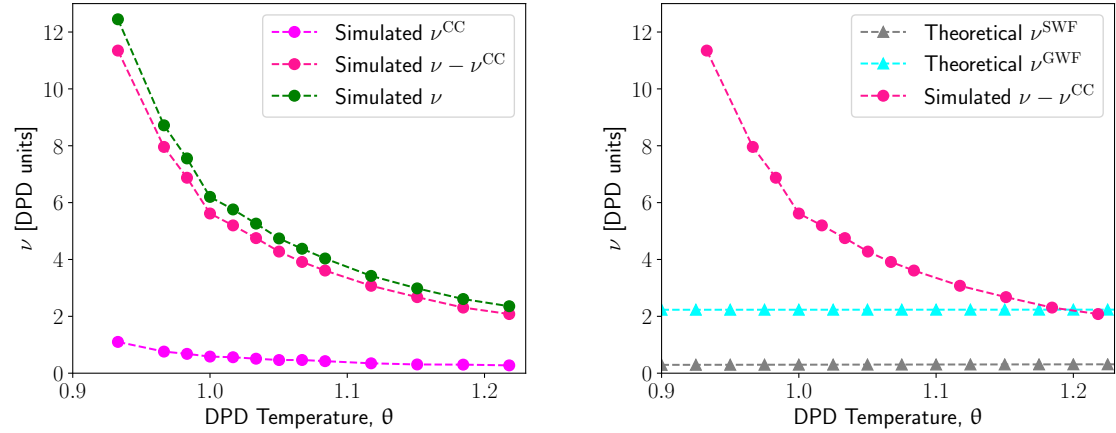 12
10
8
6
4
2
0
ν [DPD units]
0.9
1.0
1.1
1.2
DPD Temperature, θ
Simulated ν^CC
Simulated ν − ν^CC
Simulated ν
12
10
8
6
4
2
0
ν [DPD units]
0.9
1.0
1.1
1.2
DPD Temperature, θ
Theoretical ν^SWF
Theoretical ν^GWF
Simulated ν − ν^CC